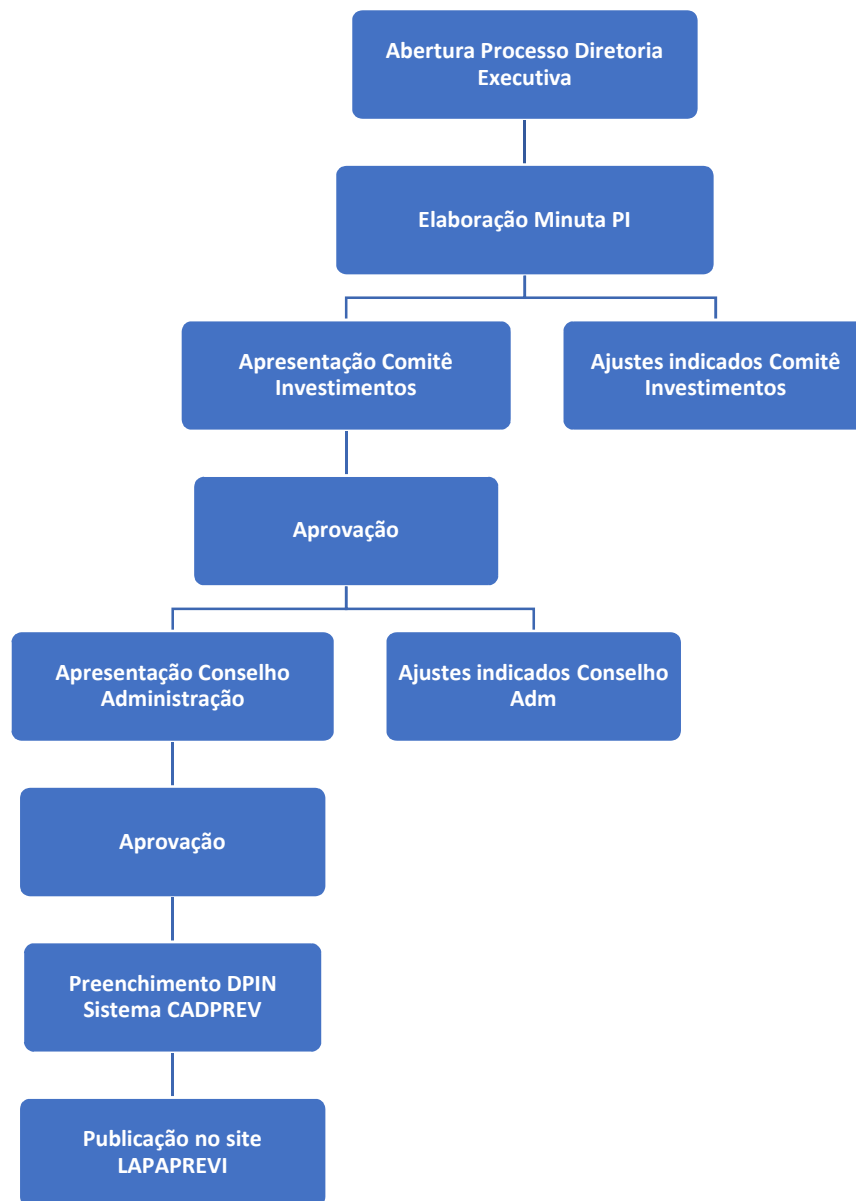 Abertura Processo Diretoria
Executiva
Elaboração Minuta PI
Apresentação Comitê
Investimentos
Ajustes indicados Comitê
Investimentos
Aprovação
Apresentação Conselho
Administração
Ajustes indicados Conselho
Adm
Aprovação
Preenchimento DPIN
Sistema CADPREV
Publicação no site
LAPAPREVI